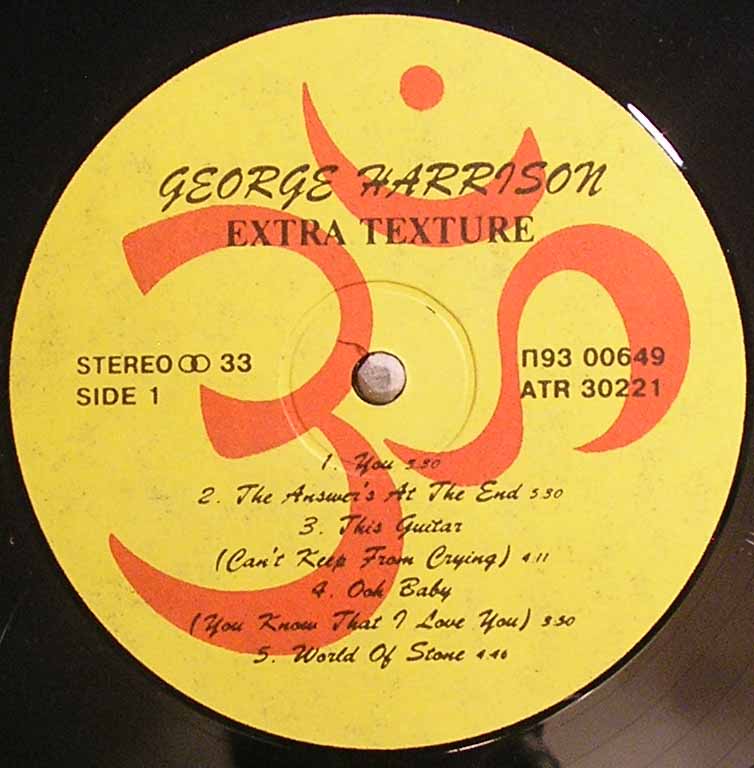 GEORGE HARRISON
EXTRA TEXTURE
STEREO 33
SIDE 1
П93 00649
ATR 30221
1. You 3:30
2. The Answer's At The End 5:30
3. This Guitar
(Can't Keep From Crying) 4:11
4. Ooh Baby
(You Know That I Love You) 3:50
5. World Of Stone 4:46